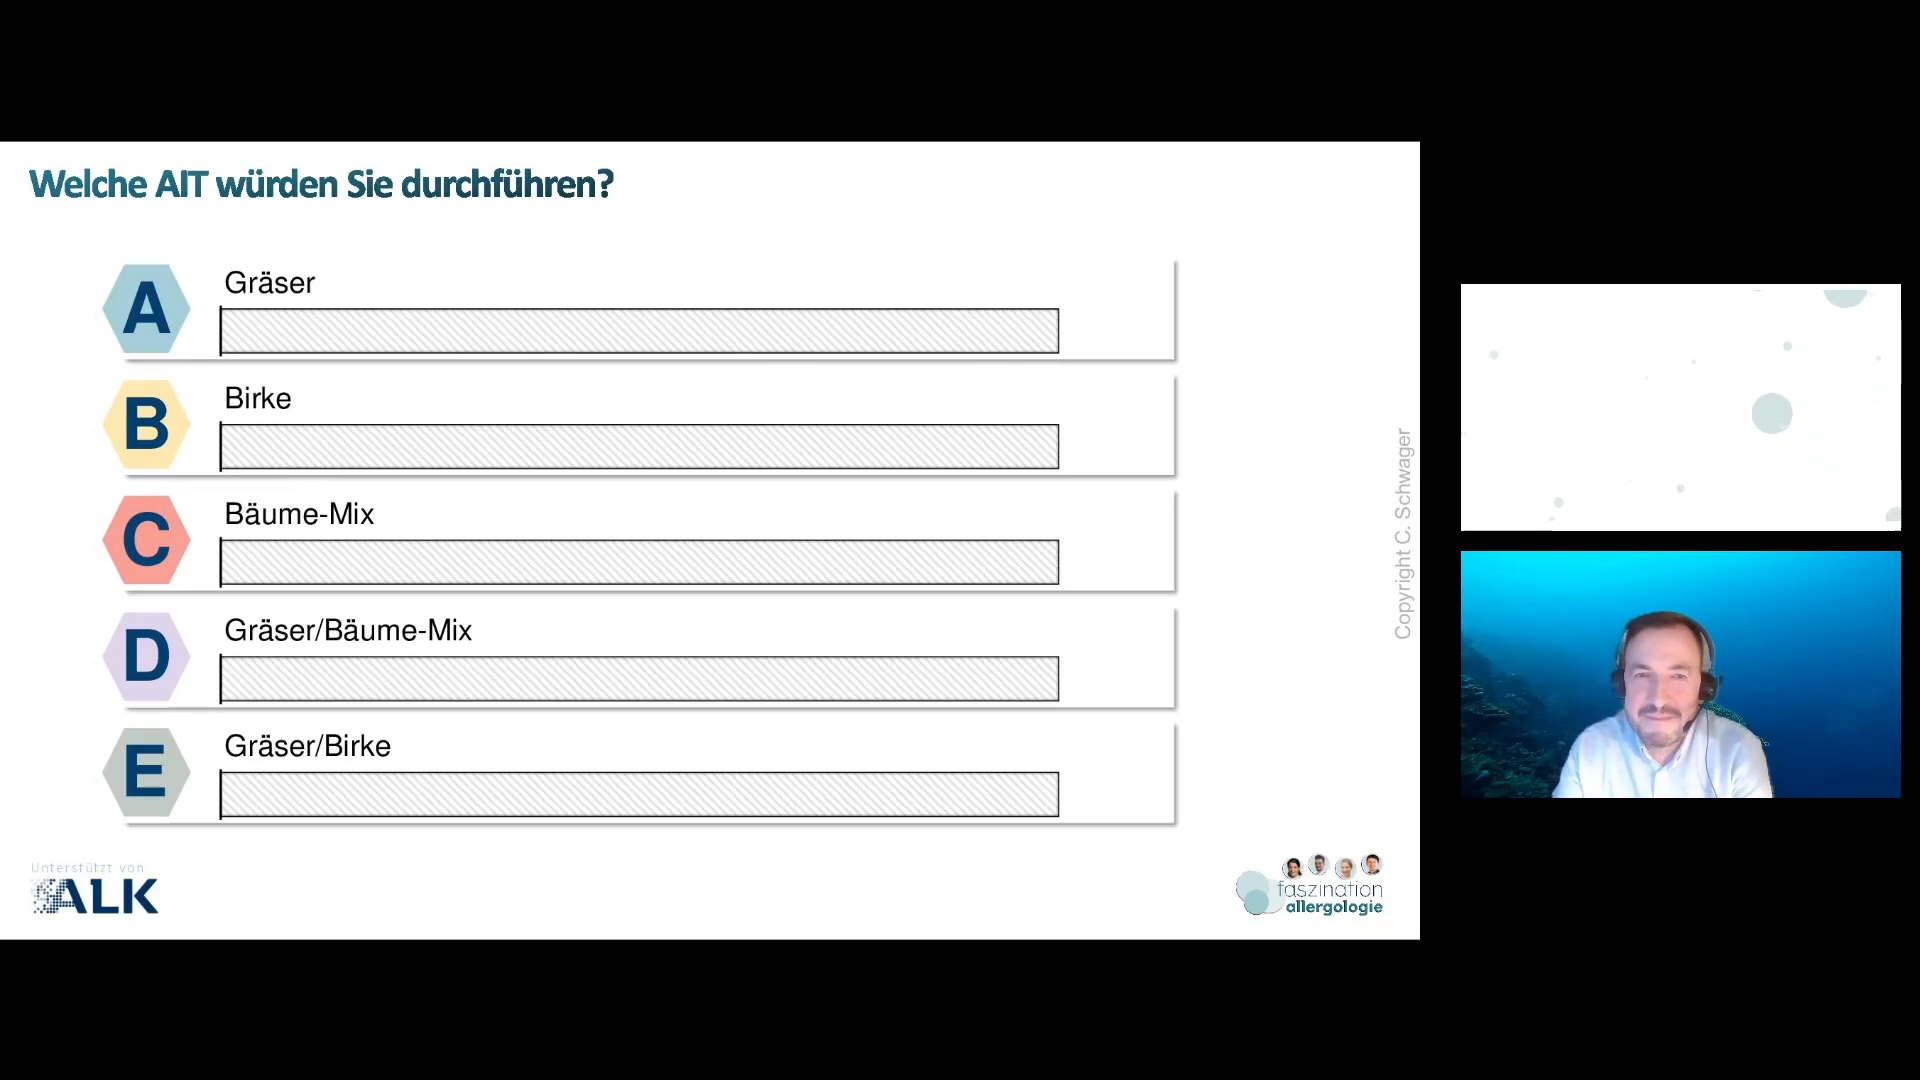 Welche AIT würden Sie durchführen?
A
Gräser
B
Birke
C
Bäume-Mix
D
Gräser/Bäume-Mix
E
Gräser/Birke
Copyright C. Schwager
Unterstützt von
ALK
faszination
allergologie